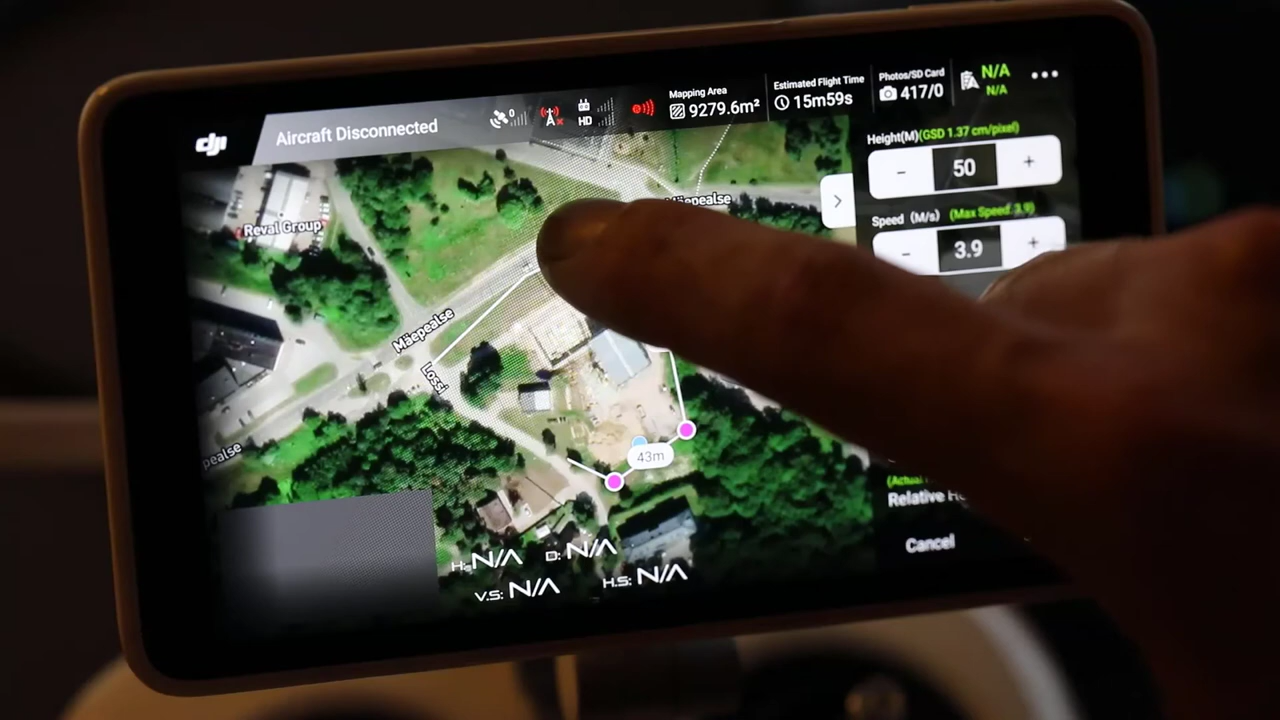 dji
Aircraft Disconnected
0
HD
Mapping Area
9279.6m²
Estimated Flight Time
15m59s
Photos/SD Card
417/0
N/A
N/A
Height(M)(GSD 1.37 cm/pixel)
- 50 +
Speed (M/s) (Max Speed 3.9)
- 3.9 +
Reval Group
Mäepealse
Mäepealse
Lossi
pealse
43m
(Actual
Relative
Cancel
H: N/A D: N/A
V.S: N/A H.S: N/A